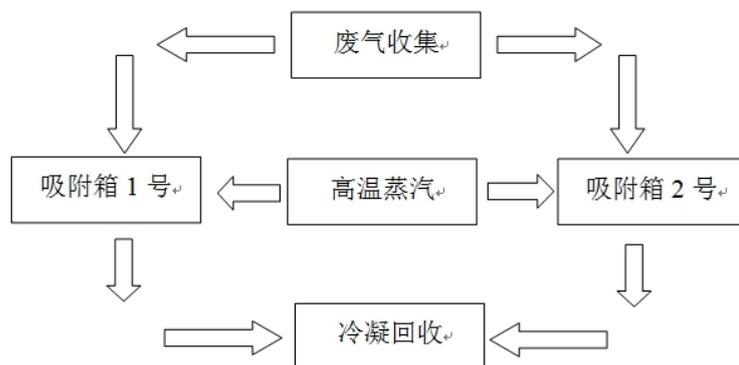 废气收集
吸附箱 1 号
高温蒸汽
吸附箱 2 号
冷凝回收